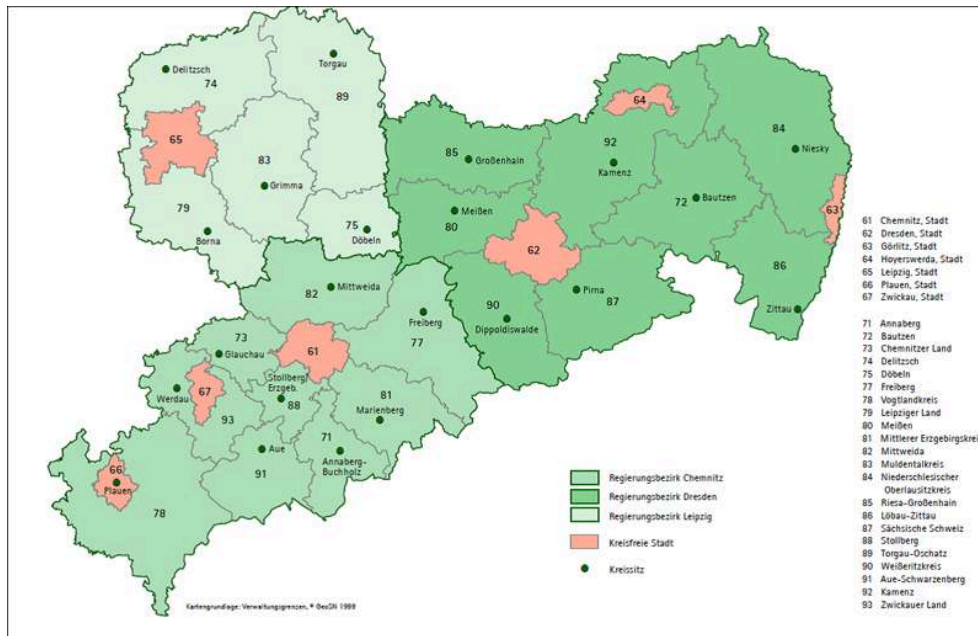 Delitzsch
74
Torgau
89
65
83
Grimma
79
Borna
75
Döbeln
85
Großenhain
64
92
Kamenz
84
Niesky
Meißen
80
72
Bautzen
63
62
86
Zittau
Pirna
87
90
Dippoldiswalde
82
Mittweida
Freiberg
77
73
Glauchau
61
Stollberg/
Erzgeb.
88
Werdau
67
93
81
Marienberg
Aue
71
Annaberg-
Buchholz
91
66
Plauen
78
Regierungsbezirk Chemnitz
Regierungsbezirk Dresden
Regierungsbezirk Leipzig
Kreisfreie Stadt
Kreissitz
Kartengrundlage: Verwaltungsgrenzen, © GeoSN 1999
61 Chemnitz, Stadt
62 Dresden, Stadt
63 Görlitz, Stadt
64 Hoyerswerda, Stadt
65 Leipzig, Stadt
66 Plauen, Stadt
67 Zwickau, Stadt
71 Annaberg
72 Bautzen
73 Chemnitzer Land
74 Delitzsch
75 Döbeln
77 Freiberg
78 Vogtlandkreis
79 Leipziger Land
80 Meißen
81 Mittlerer Erzgebirgskrei
82 Mittweida
83 Muldentalkreis
84 Niederschlesischer
Oberlausitzkreis
85 Riesa-Großenhain
86 Löbau-Zittau
87 Sächsische Schweiz
88 Stollberg
89 Torgau-Oschatz
90 Weißeritzkreis
91 Aue-Schwarzenberg
92 Kamenz
93 Zwickauer Land